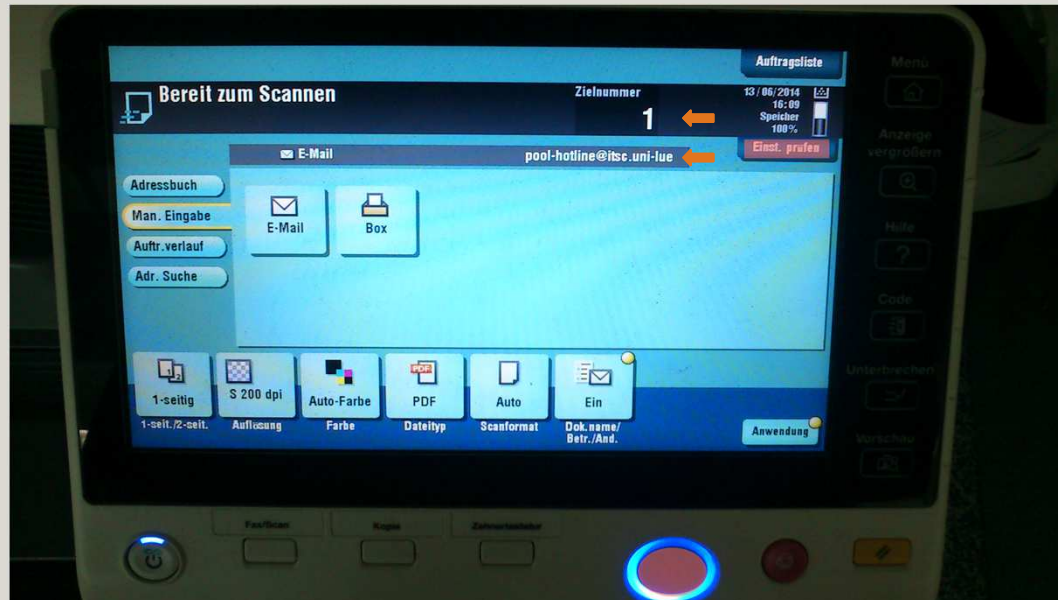 Auftragsliste
Menü
Bereit zum Scannen
Zielnummer
1
13/06/2014
16:09
Speicher
100%
Anzeige
vergrößern
E-Mail
pool-hotline@itsc.uni-lue
Einst. prüfen
Adressbuch
Man. Eingabe
Auftr.verlauf
Adr. Suche
E-Mail
Box
Hilfe
?
Code
Unterbrechen
1-seitig
S 200 dpi
Auto-Farbe
PDF
PDF
Auto
Ein
1-seit./2-seit.
Auflösung
Farbe
Dateityp
Scanformat
Dok.name/
Betr./And.
Anwendung
Vorschau
Fax/Scan
Kopie